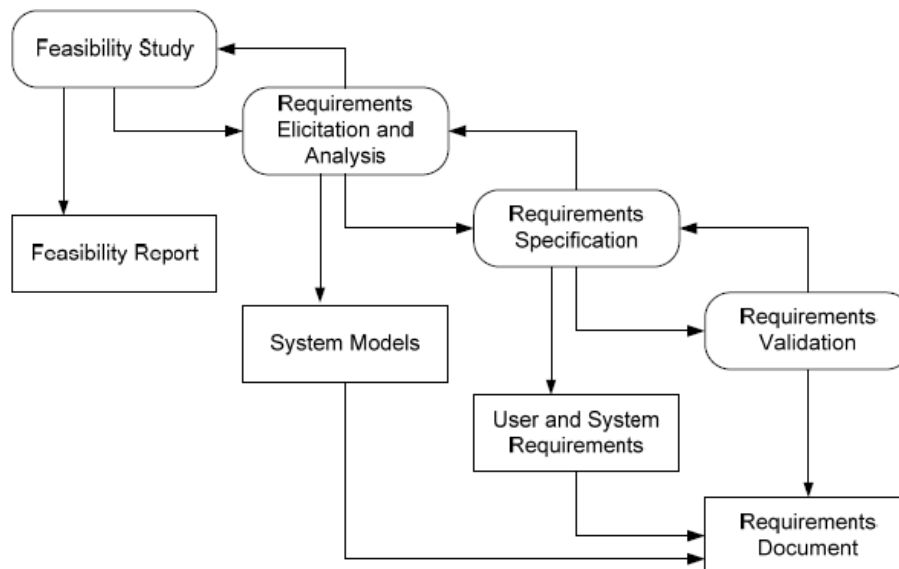 Feasibility Study
Requirements
Elicitation and
Analysis
Requirements
Specification
Feasibility Report
Requirements
Validation
System Models
User and System
Requirements
Requirements
Document